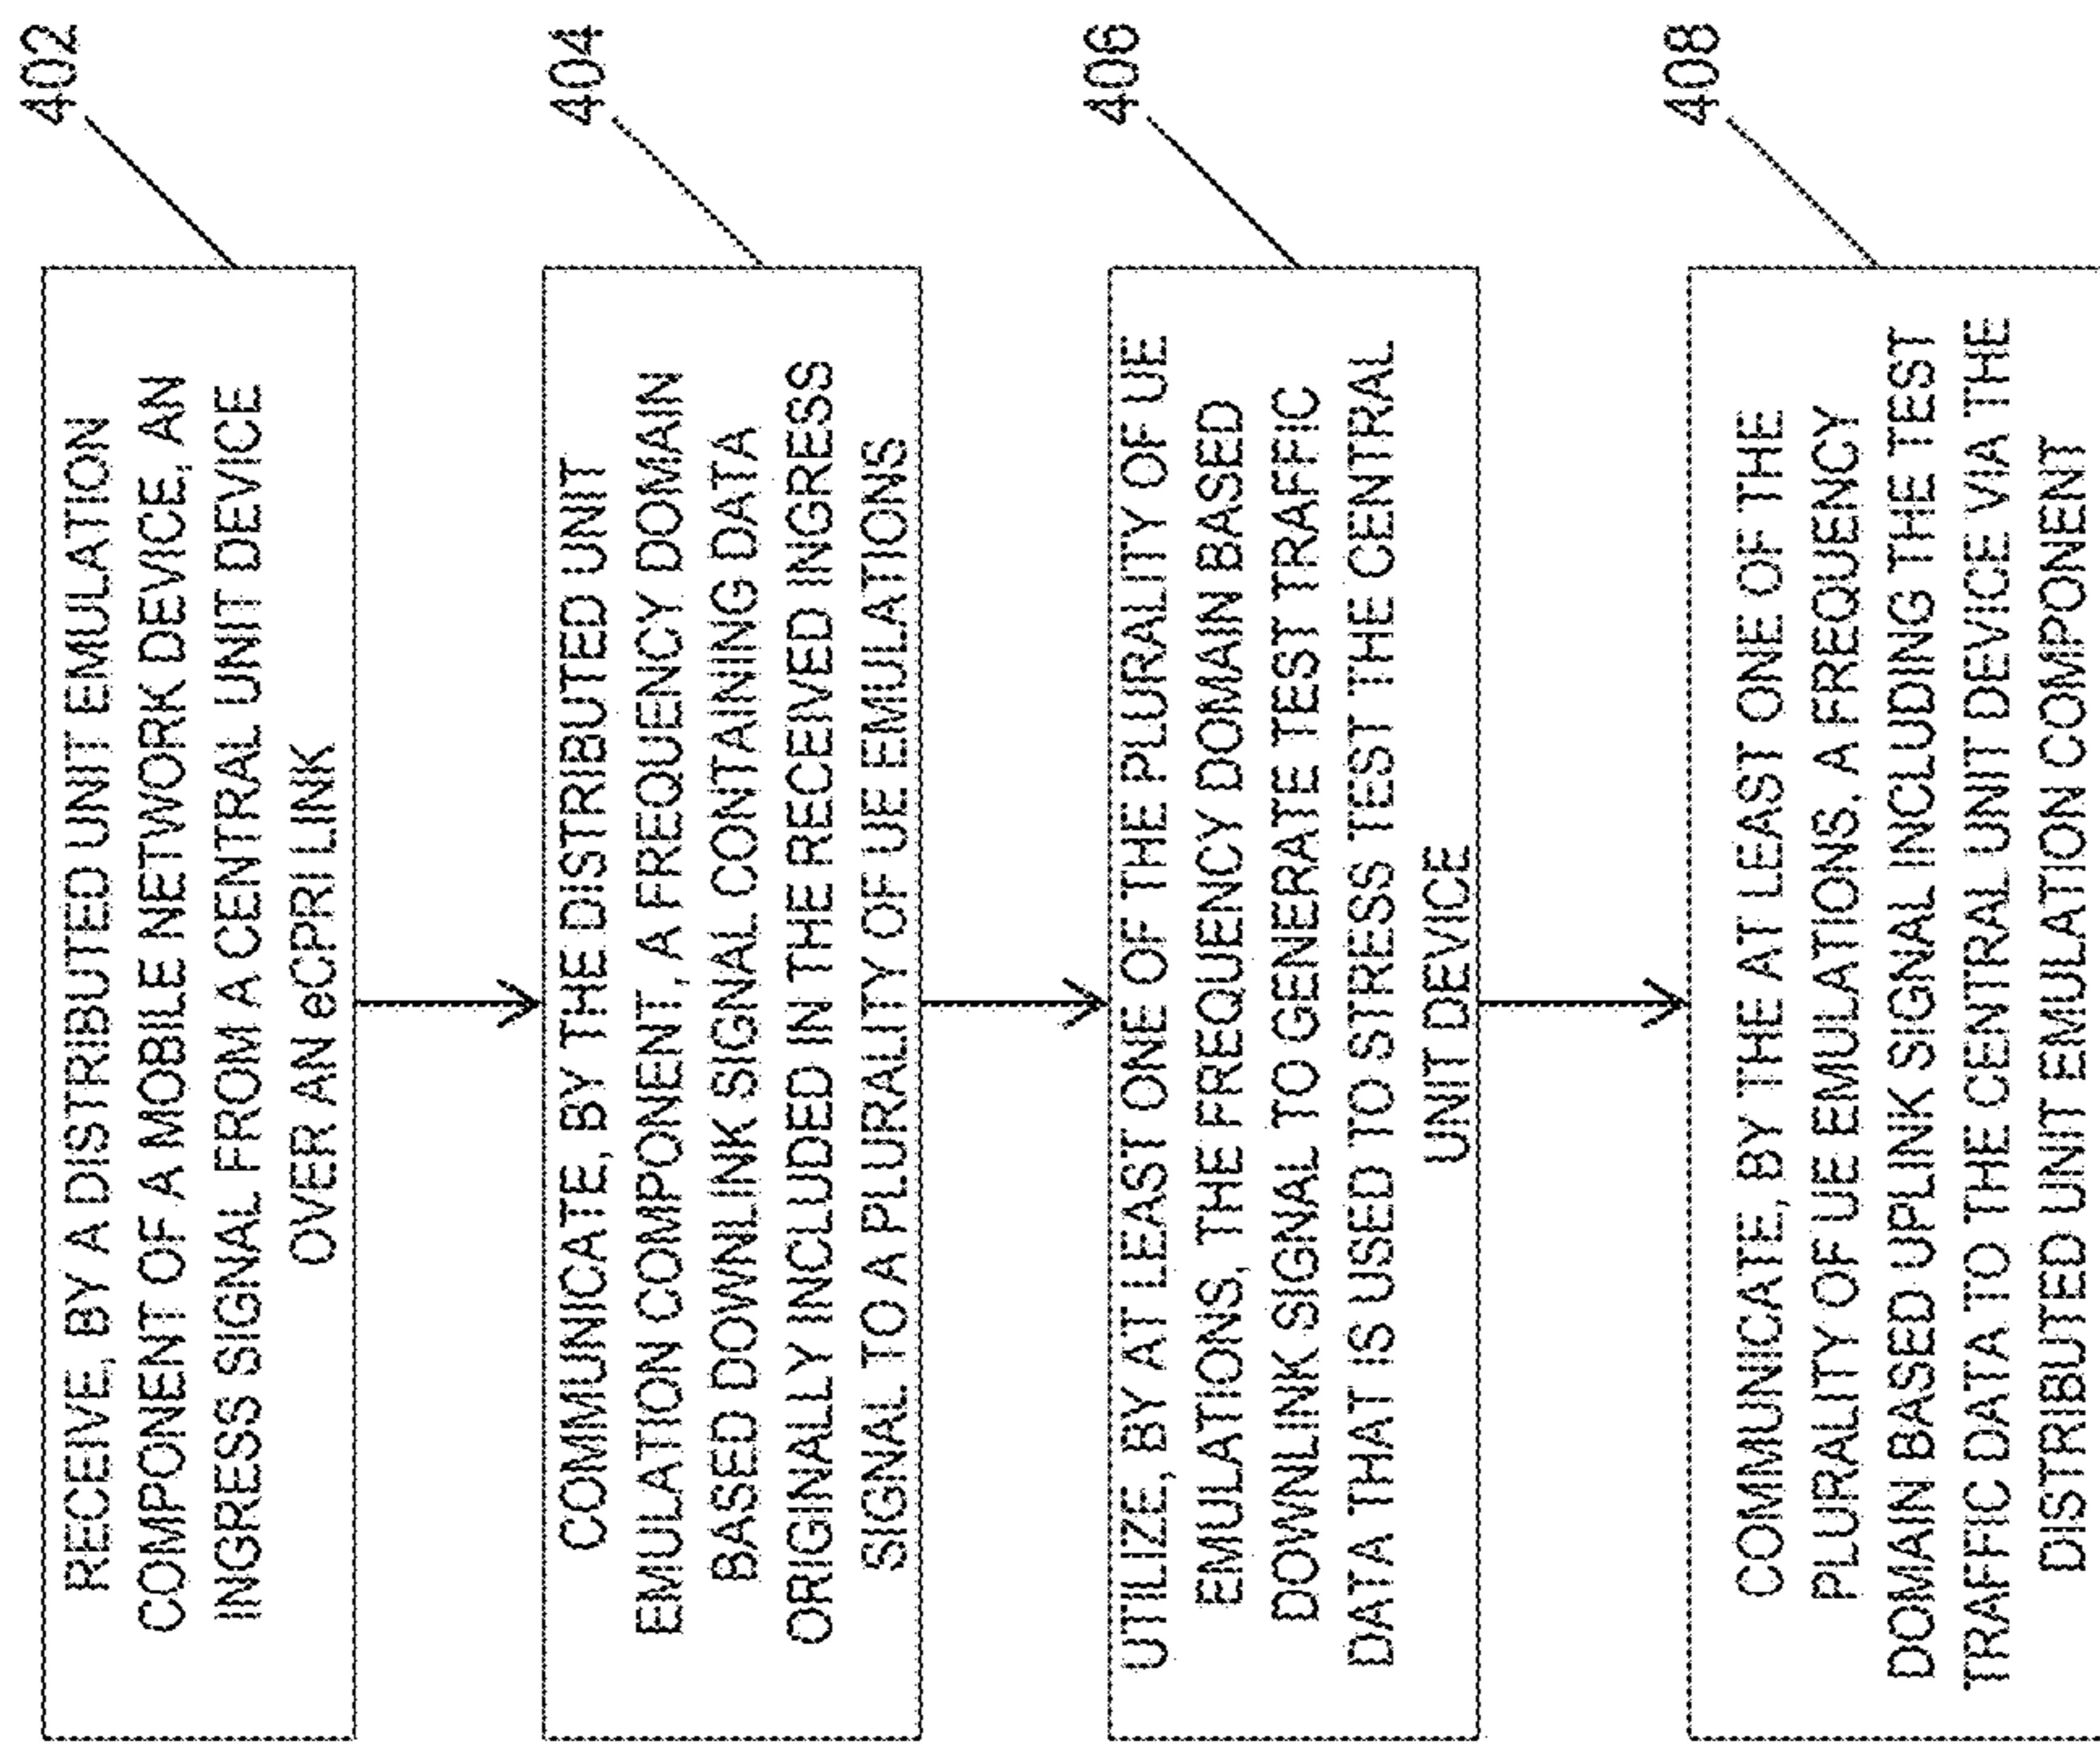 402
RECEIVE, BY A DISTRIBUTED UNIT EMULATION
COMPONENT OF A MOBILE NETWORK DEVICE, AN
INGRESS SIGNAL FROM A CENTRAL UNIT DEVICE
OVER AN eCPRI LINK
404
COMMUNICATE, BY THE DISTRIBUTED UNIT
EMULATION COMPONENT, A FREQUENCY DOMAIN
BASED DOWNLINK SIGNAL CONTAINING DATA
ORIGINALLY INCLUDED IN THE RECEIVED INGRESS
SIGNAL TO A PLURALITY OF UE EMULATIONS
406
UTILIZE, BY AT LEAST ONE OF THE PLURALITY OF UE
EMULATIONS, THE FREQUENCY DOMAIN BASED
DOWNLINK SIGNAL TO GENERATE TEST TRAFFIC
DATA THAT IS USED TO STRESS TEST THE CENTRAL
UNIT DEVICE
408
COMMUNICATE, BY THE AT LEAST ONE OF THE
PLURALITY OF UE EMULATIONS, A FREQUENCY
DOMAIN BASED UPLINK SIGNAL INCLUDING THE TEST
TRAFFIC DATA TO THE CENTRAL UNIT DEVICE VIA THE
DISTRIBUTED UNIT EMULATION COMPONENT